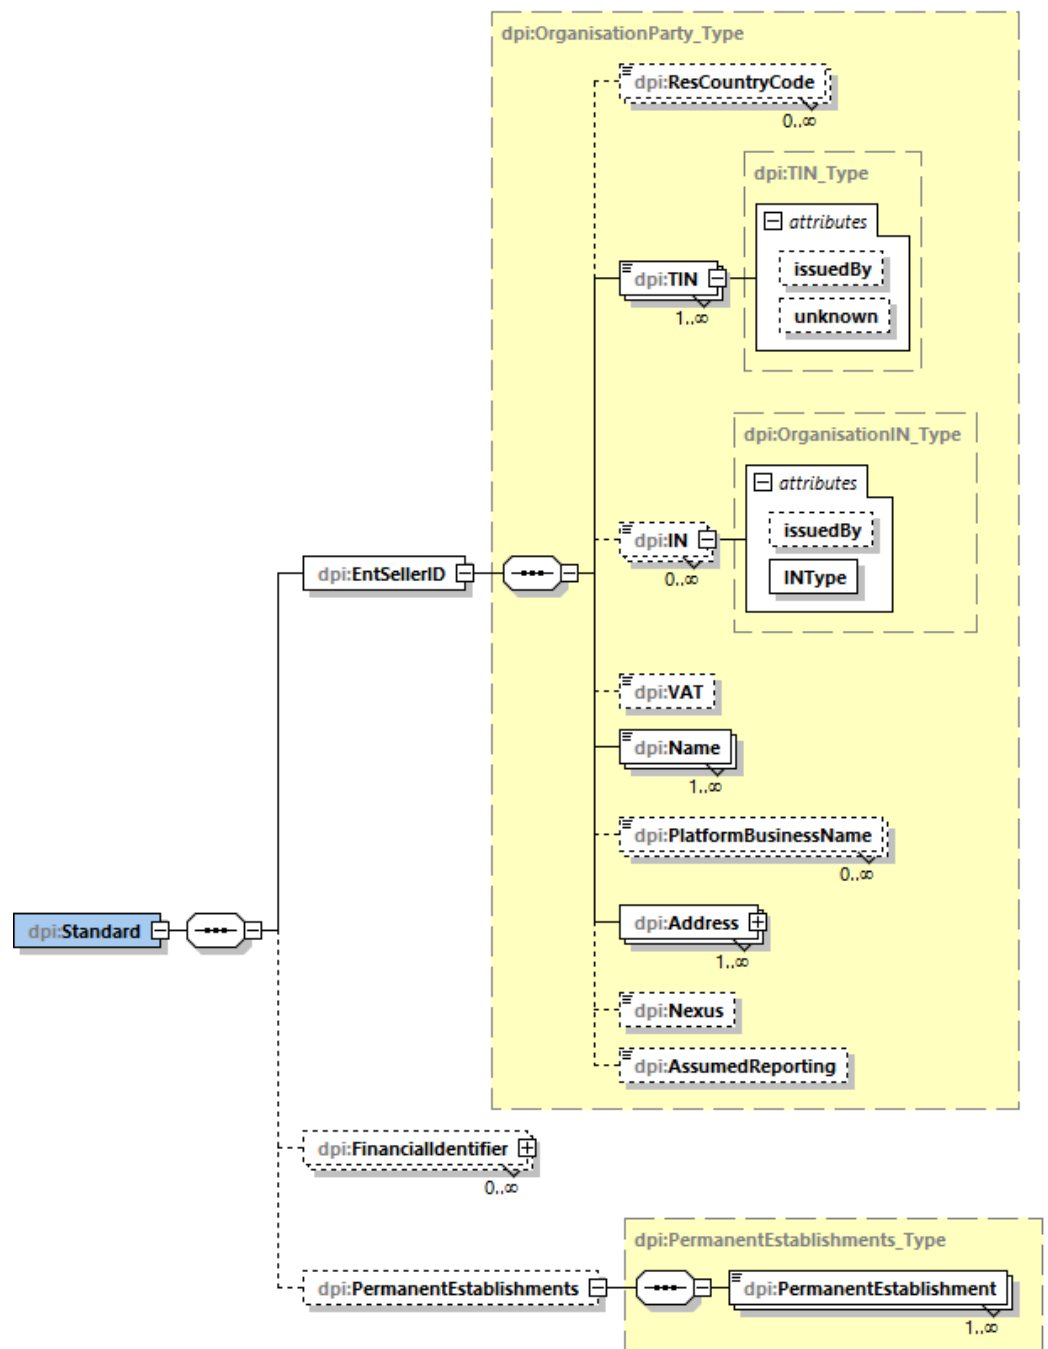 dpi:OrganisationParty_Type
dpi:ResCountryCode
0..∞
dpi:TIN_Type
attributes
issuedBy
dpi:TIN
unknown
1..∞
dpi:OrganisationIN_Type
attributes
issuedBy
dpi:IN
0..∞
dpi:EntSellerID
INType
dpi:VAT
dpi:Name
1..∞
dpi:PlatformBusinessName
0..∞
dpi:Address
dpi:Standard
1..∞
dpi:Nexus
dpi:AssumedReporting
dpi:FinancialIdentifier
0..∞
dpi:PermanentEstablishments_Type
dpi:PermanentEstablishments
dpi:PermanentEstablishment
1..∞